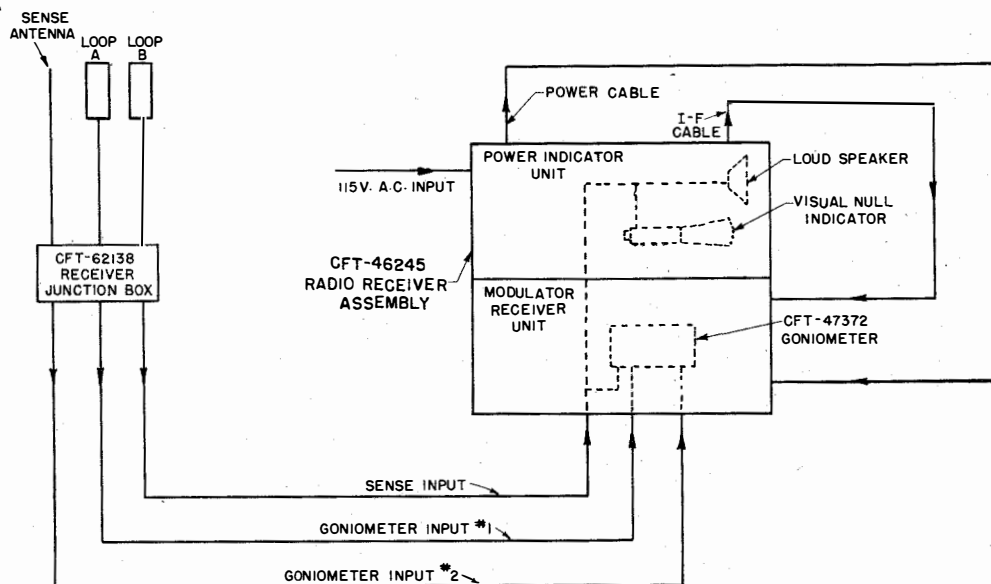 SENSE
ANTENNA
LOOP
A
LOOP
B
POWER CABLE
I-F
CABLE
POWER INDICATOR
UNIT
LOUD SPEAKER
115V. A.C. INPUT
VISUAL NULL
INDICATOR
CFT-62138
RECEIVER
JUNCTION BOX
CFT-46245
RADIO RECEIVER
ASSEMBLY
MODULATOR
RECEIVER
UNIT
CFT-47372
GONIOMETER
SENSE INPUT
GONIOMETER INPUT #1
GONIOMETER INPUT #2